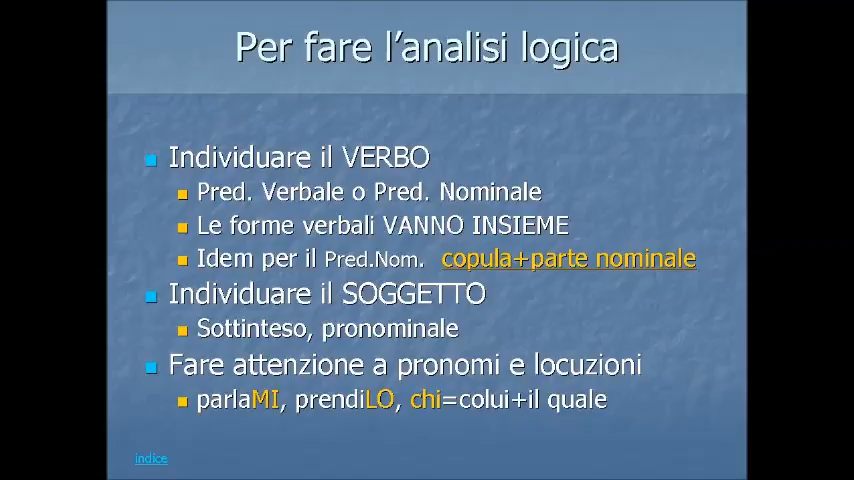 Per fare l'analisi logica
Individuare il VERBO
Pred. Verbale o Pred. Nominale
Le forme verbali VANNO INSIEME
Idem per il Pred.Nom. copula+parte nominale
Individuare il SOGGETTO
Sottinteso, pronominale
Fare attenzione a pronomi e locuzioni
parlaMI, prendiLO, chi=colui+il quale
indice